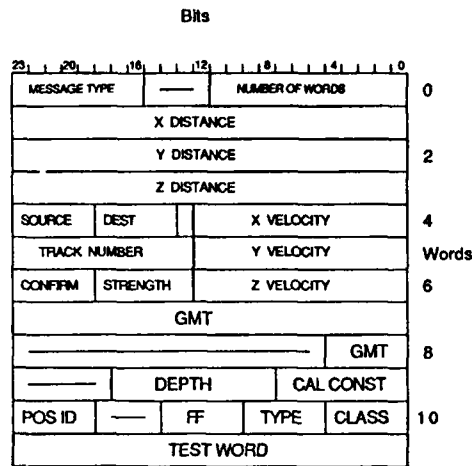 Bits
23 20 16 12 8 4 0
MESSAGE TYPE NUMBER OF WORDS 0
X DISTANCE
Y DISTANCE 2
Z DISTANCE
SOURCE DEST X VELOCITY 4
TRACK NUMBER Y VELOCITY Words
CONFIRM STRENGTH Z VELOCITY 6
GMT
GMT 8
DEPTH CAL CONST
POS ID FF TYPE CLASS 10
TEST WORD